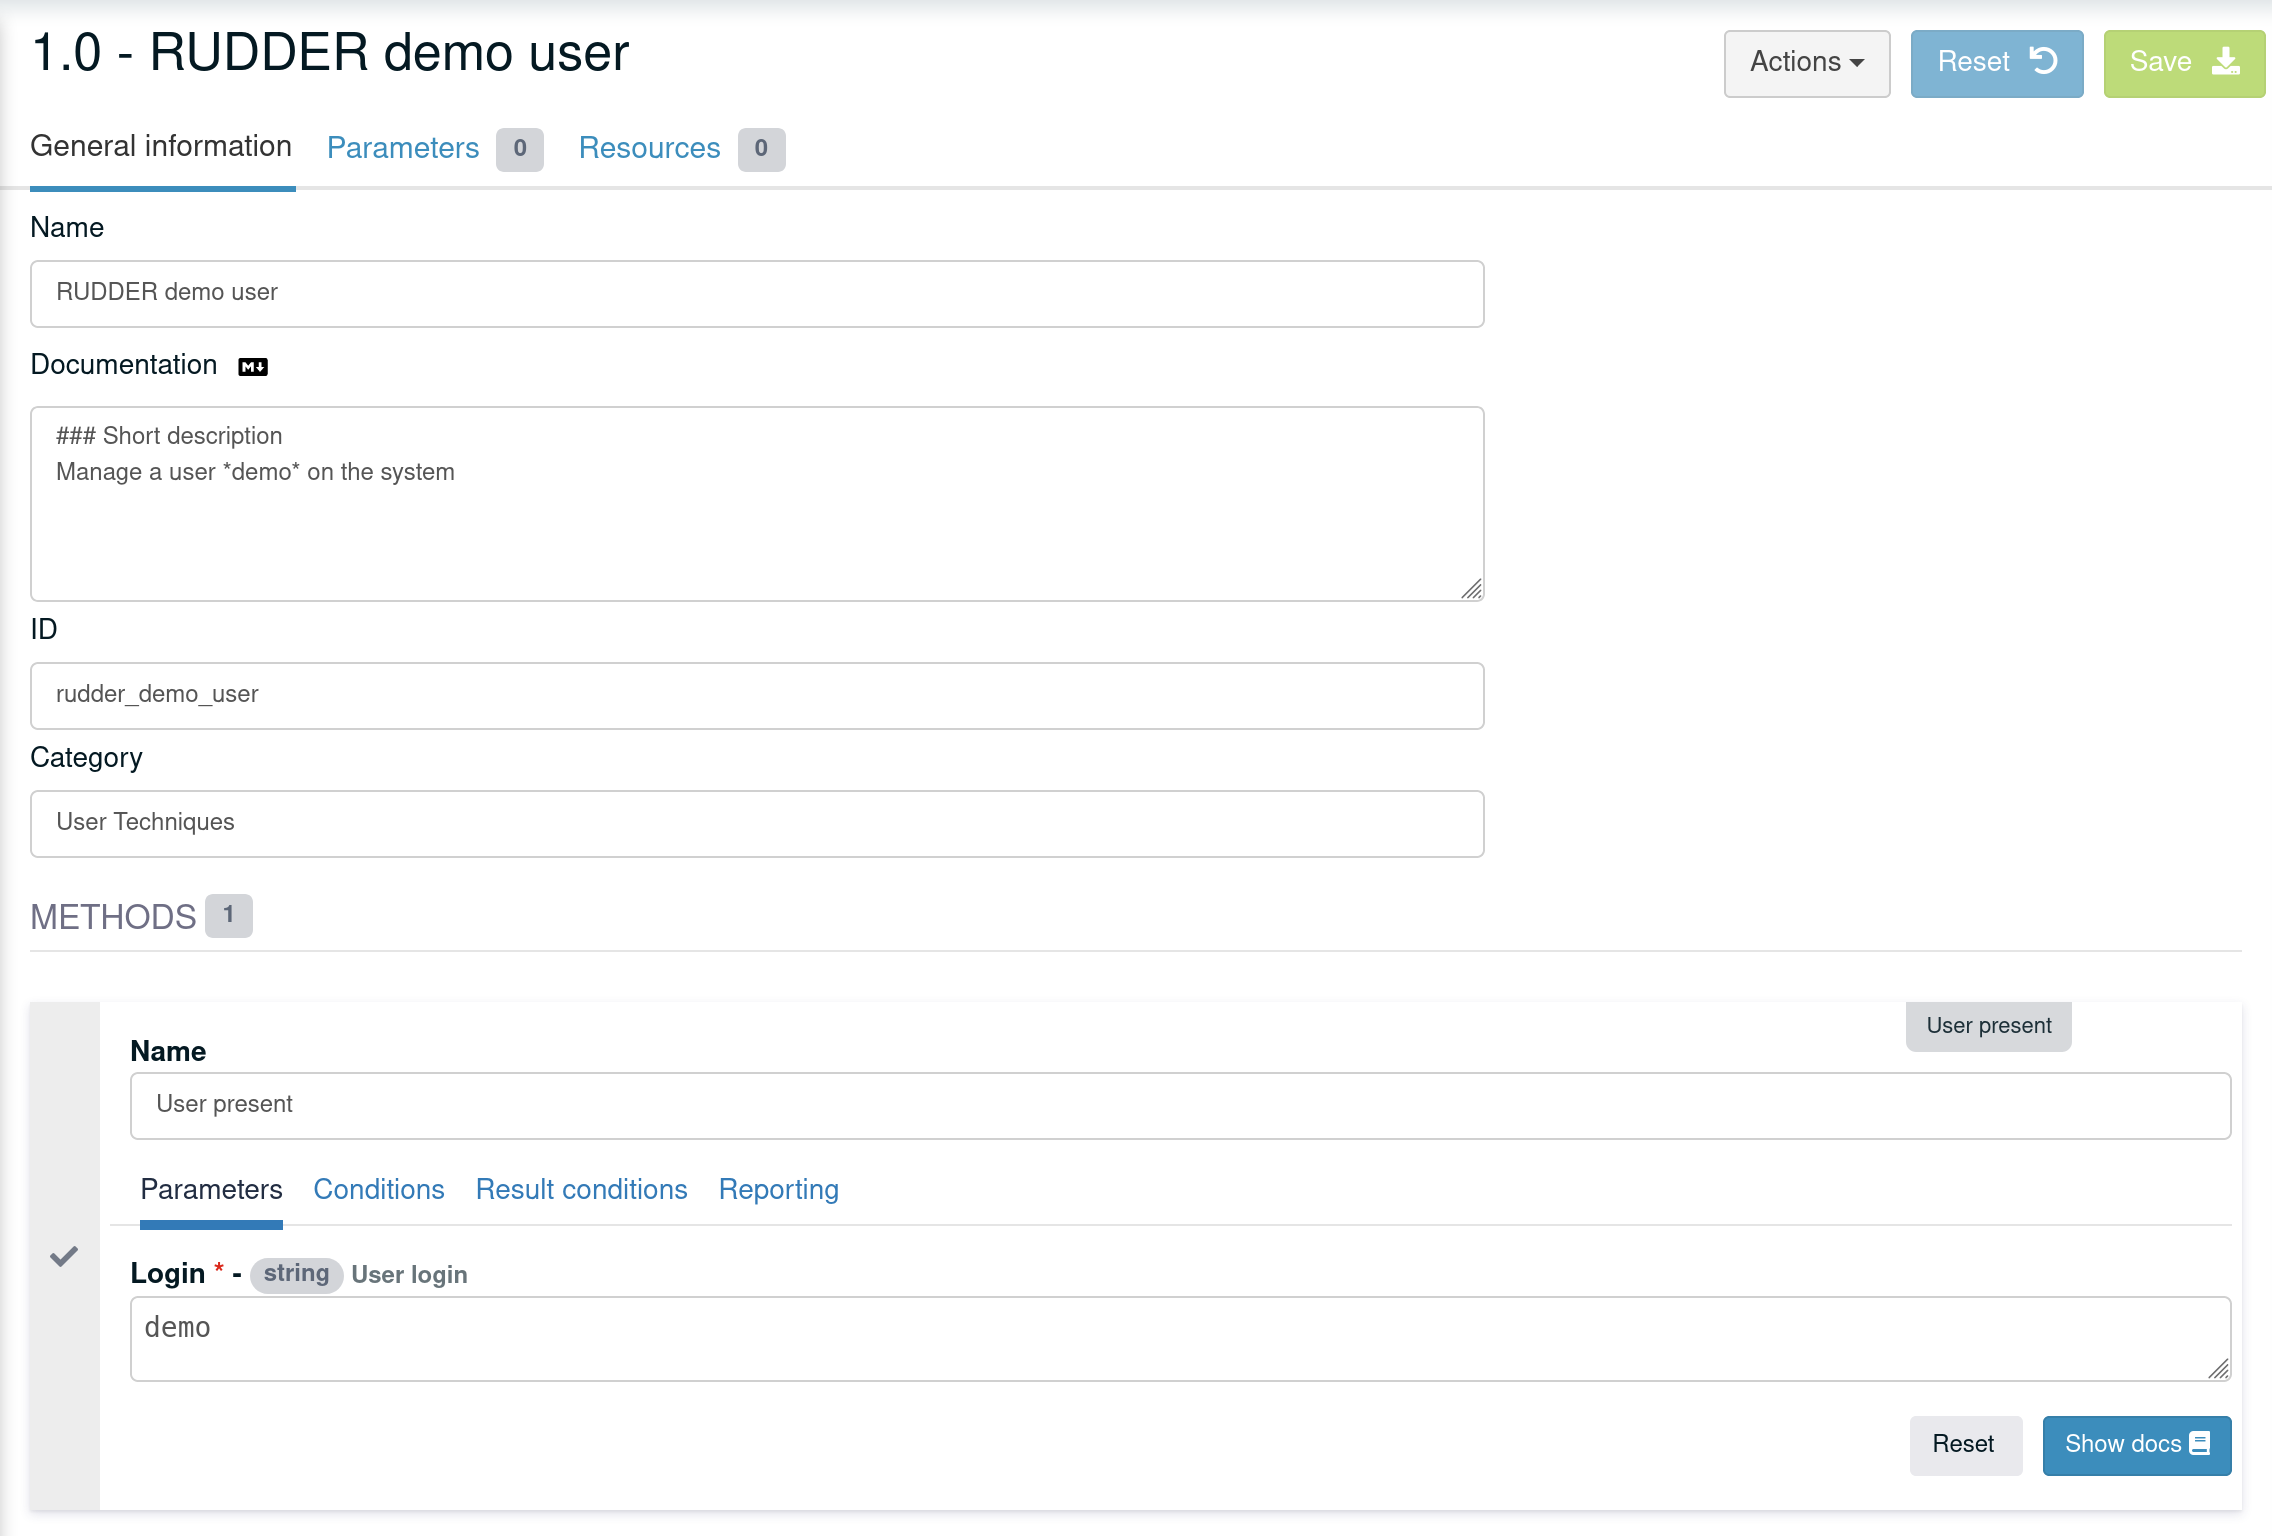 1.0 - RUDDER demo user
Actions
Reset
Save
General information
Parameters 0
Resources 0
Name
RUDDER demo user
Documentation M
### Short description
Manage a user *demo* on the system
ID
rudder_demo_user
Category
User Techniques
METHODS 1
User present
Name
User present
Parameters
Conditions
Result conditions
Reporting
Login * - string User login
demo
Reset
Show docs